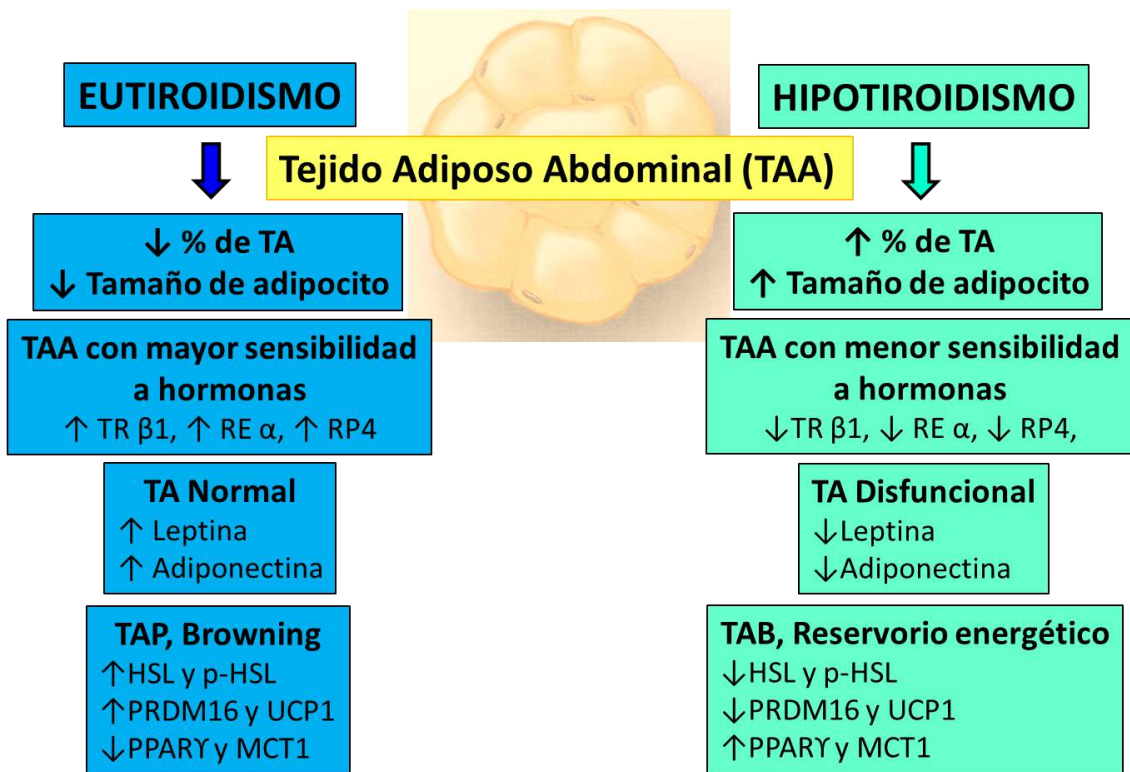 EUTIROIDISMO
HIPOTIROIDISMO
Tejido Adiposo Abdominal (TAA)
↓ % de TA
↓ Tamaño de adipocito
TAA con mayor sensibilidad
a hormonas
↑ TR β1, ↑ RE α, ↑ RP4
TA Normal
↑ Leptina
↑ Adiponectina
TAP, Browning
↑HSL y p-HSL
↑PRDM16 y UCP1
↓PPARϒ y MCT1
↑ % de TA
↑ Tamaño de adipocito
TAA con menor sensibilidad
a hormonas
↓TR β1, ↓ RE α, ↓ RP4,
TA Disfuncional
↓Leptina
↓Adiponectina
TAB, Reservorio energético
↓HSL y p-HSL
↓PRDM16 y UCP1
↑PPARϒ y MCT1